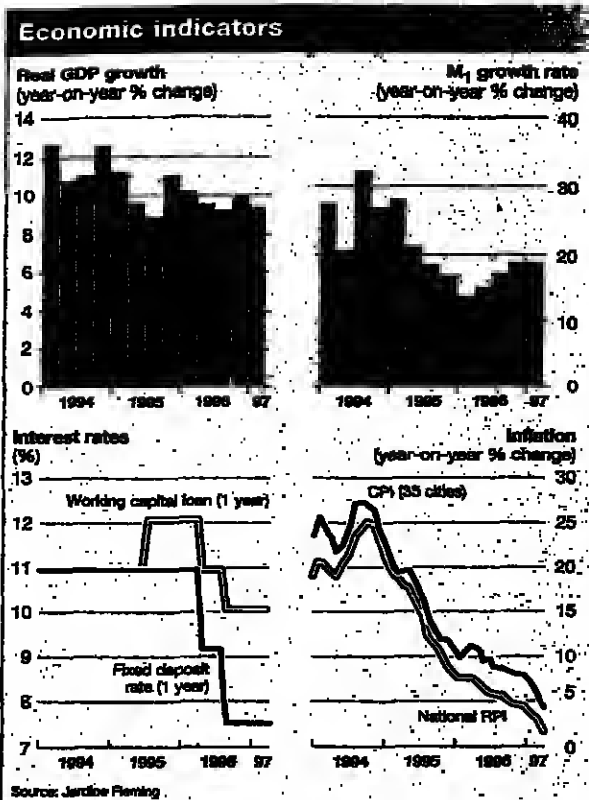 Economic indicators
Real GDP growth
(year-on-year % change)
14
12
10
8
6
4
2
0
1994 1995 1996 97
M1 growth rate
(year-on-year % change)
40
30
20
10
0
1994 1995 1996 97
Interest rates
(%)
13
12
11
10
9
8
7
Working capital loan (1 year)
Fixed deposit
rate (1 year)
1994 1995 1996 97
Inflation
(year-on-year % change)
30
25
20
15
10
5
0
CPI (35 cities)
National RPI
1994 1995 1996 97
Source: Jardine Fleming